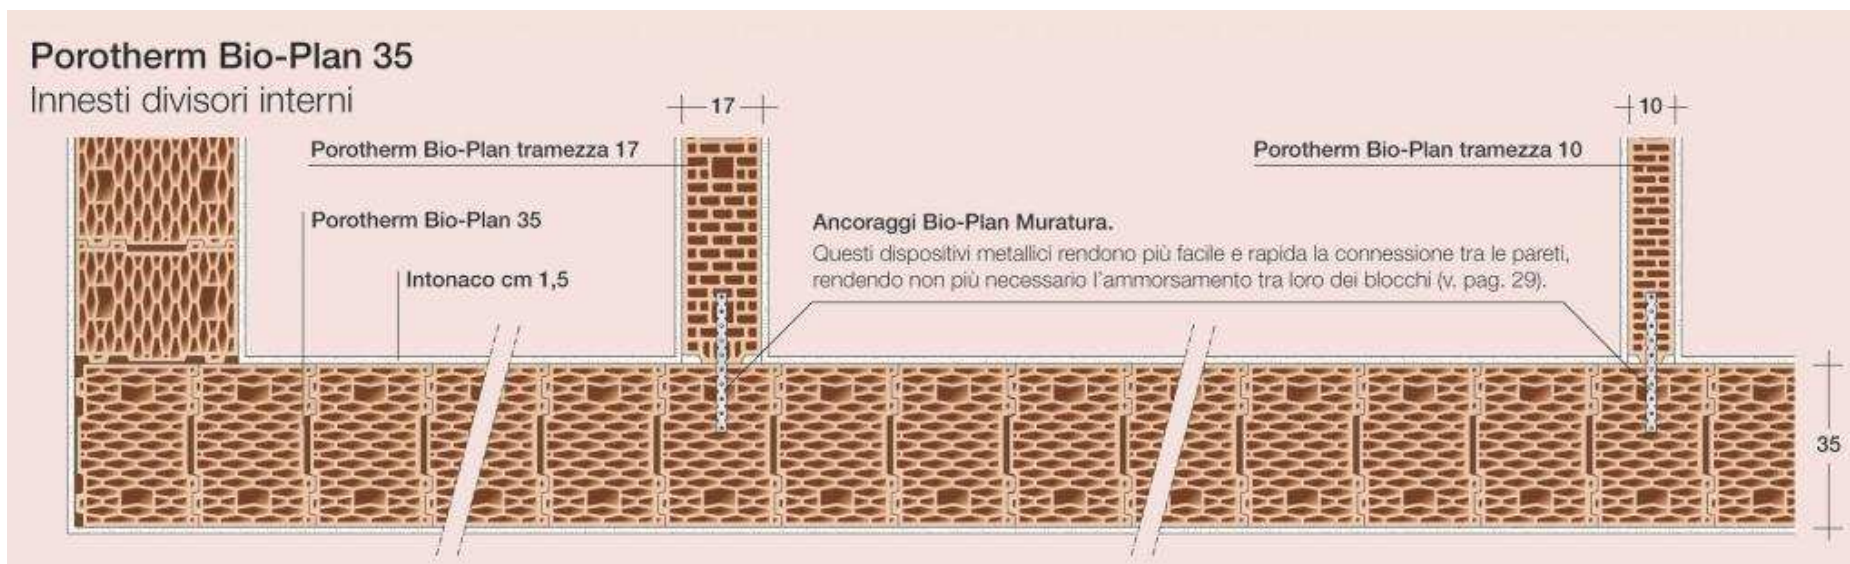 Porotherm Bio-Plan 35
Innesti divisori interni
17
10
Porotherm Bio-Plan tramezza 17
Porotherm Bio-Plan tramezza 10
Porotherm Bio-Plan 35
Ancoraggi Bio-Plan Muratura.
Questi dispositivi metallici rendono più facile e rapida la connessione tra le pareti,
rendendo non più necessario l'ammorsamento tra loro dei blocchi (v. pag. 29).
Intonaco cm 1,5
35